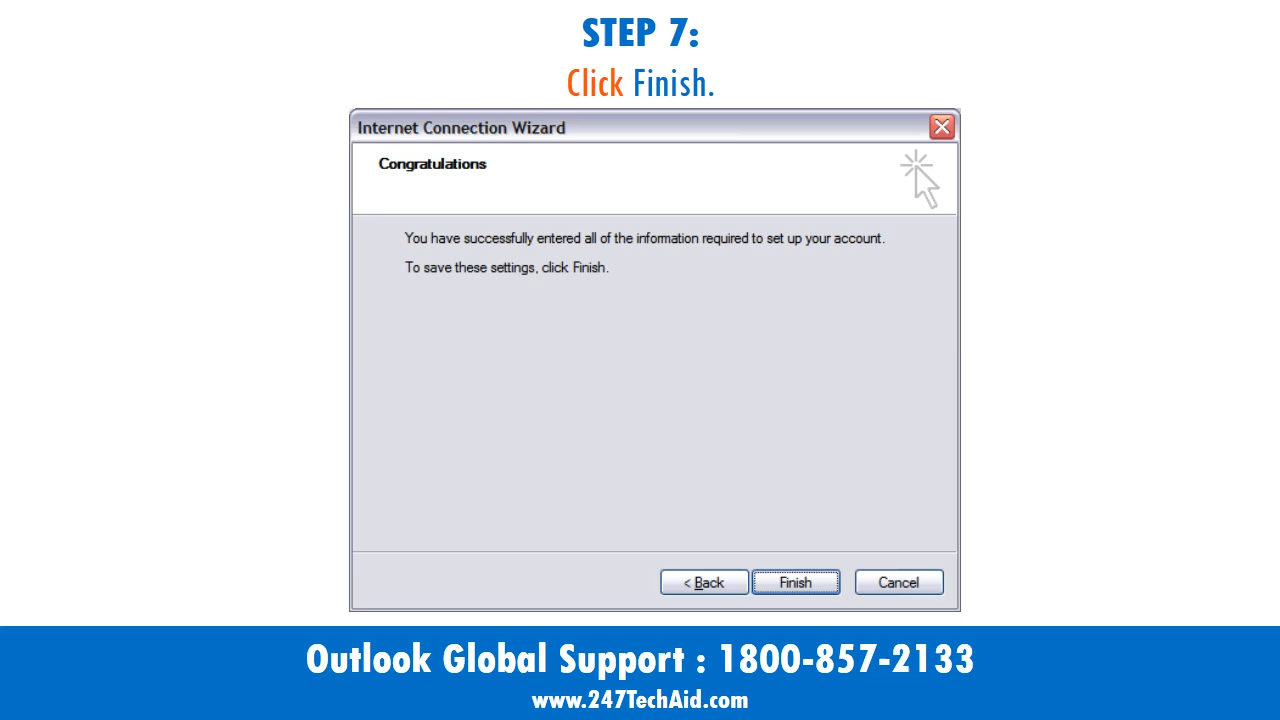 STEP 7:
Click Finish.
Internet Connection Wizard
Congratulations
You have successfully entered all of the information required to set up your account.
To save these settings, click Finish.
< Back
Finish
Cancel
Outlook Global Support : 1800-857-2133
www.247TechAid.com